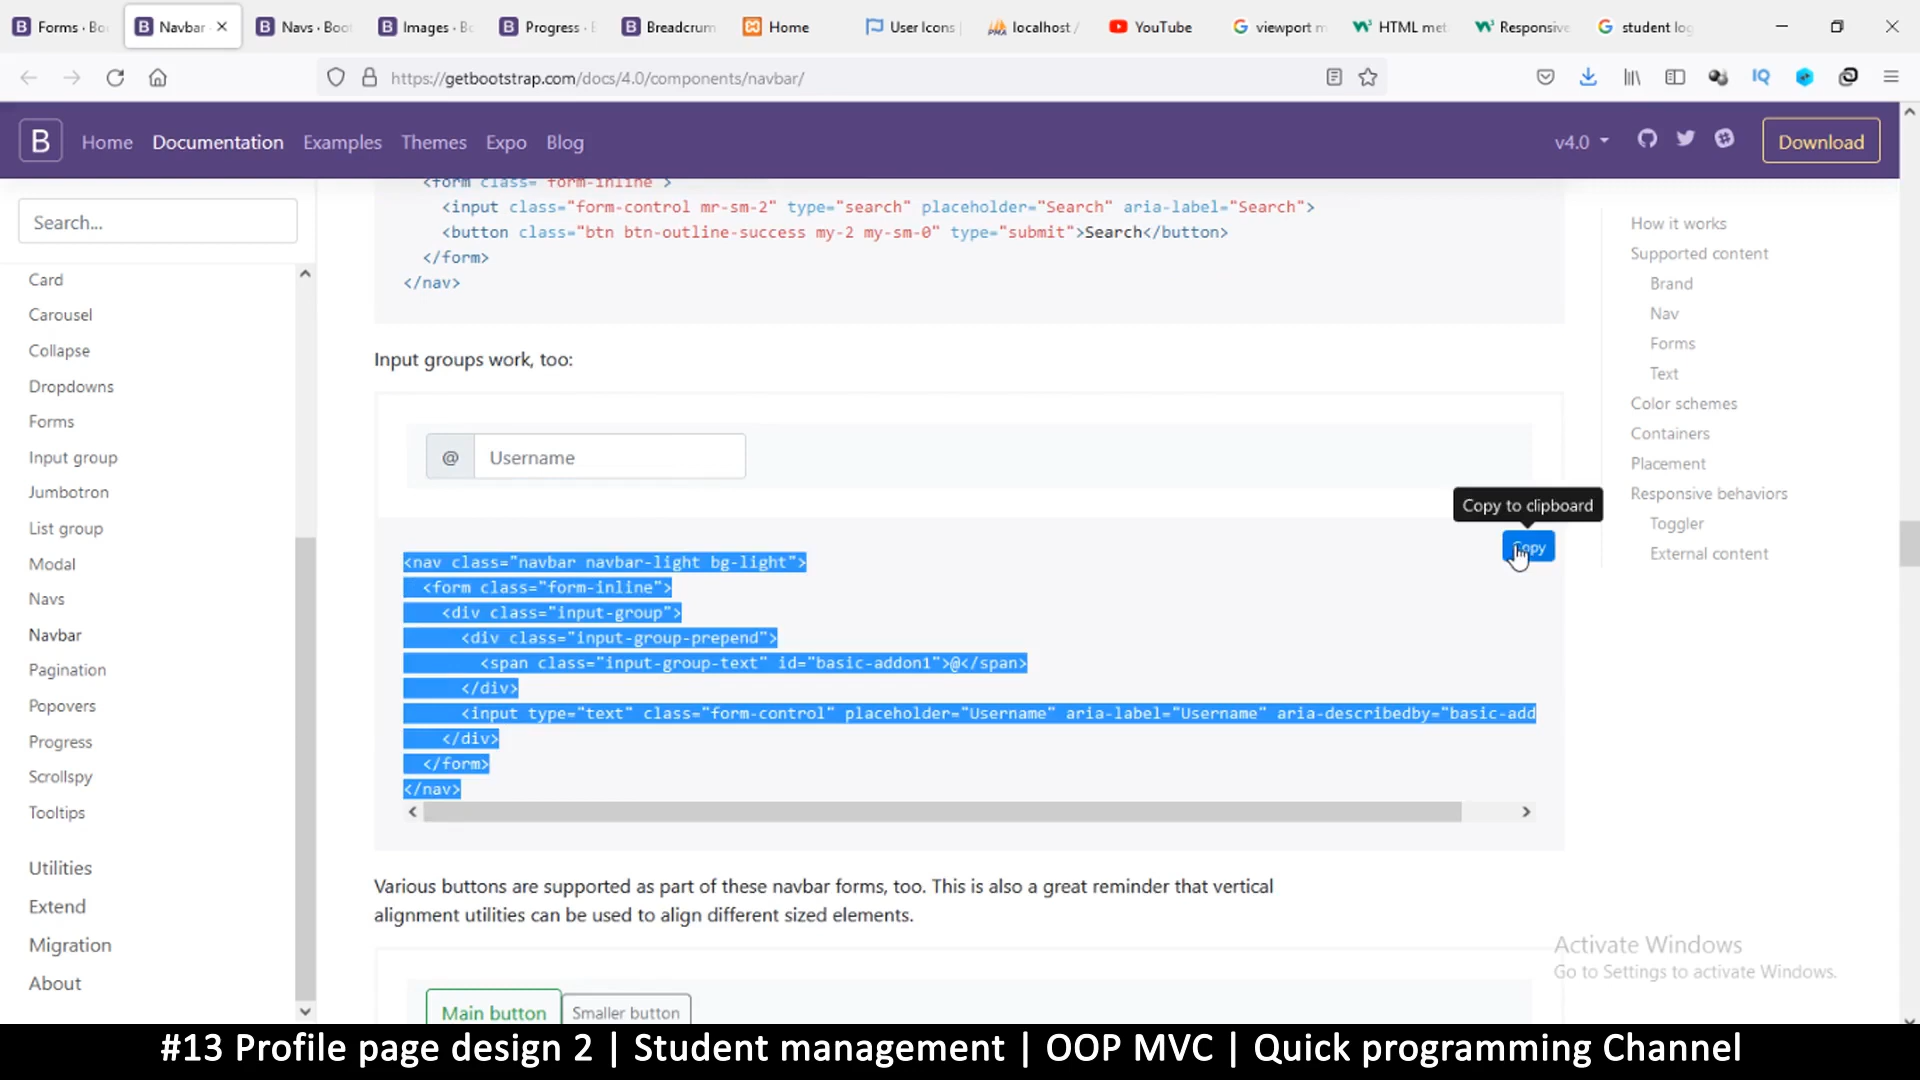 Forms · Bo
Navbar
Navs · Boot
Images · Bo
Progress · B
Breadcrum
Home
User Icons
localhost /
YouTube
viewport m
HTML met
Responsive
student log
https://getbootstrap.com/docs/4.0/components/navbar/
IQ
B
Home
Documentation
Examples
Themes
Expo
Blog
v4.0
Download
Search...
Card
Carousel
Collapse
Dropdowns
Forms
Input group
Jumbotron
List group
Modal
Navs
Navbar
Pagination
Popovers
Progress
Scrollspy
Tooltips
Utilities
Extend
Migration
About
<form class="form-inline">
<input class="form-control mr-sm-2" type="search" placeholder="Search" aria-label="Search">
<button class="btn btn-outline-success my-2 my-sm-0" type="submit">Search</button>
</form>
</nav>
Input groups work, too:
@ Username
Copy to clipboard
Copy
<nav class="navbar navbar-light bg-light">
<form class="form-inline">
<div class="input-group">
<div class="input-group-prepend">
<span class="input-group-text" id="basic-addon1">@</span>
</div>
<input type="text" class="form-control" placeholder="Username" aria-label="Username" aria-describedby="basic-add
</div>
</form>
</nav>
Various buttons are supported as part of these navbar forms, too. This is also a great reminder that vertical
alignment utilities can be used to align different sized elements.
Main button
Smaller button
How it works
Supported content
Brand
Nav
Forms
Text
Color schemes
Containers
Placement
Responsive behaviors
Toggler
External content
Activate Windows
Go to Settings to activate Windows.
#13 Profile page design 2 | Student management | OOP MVC | Quick programming Channel